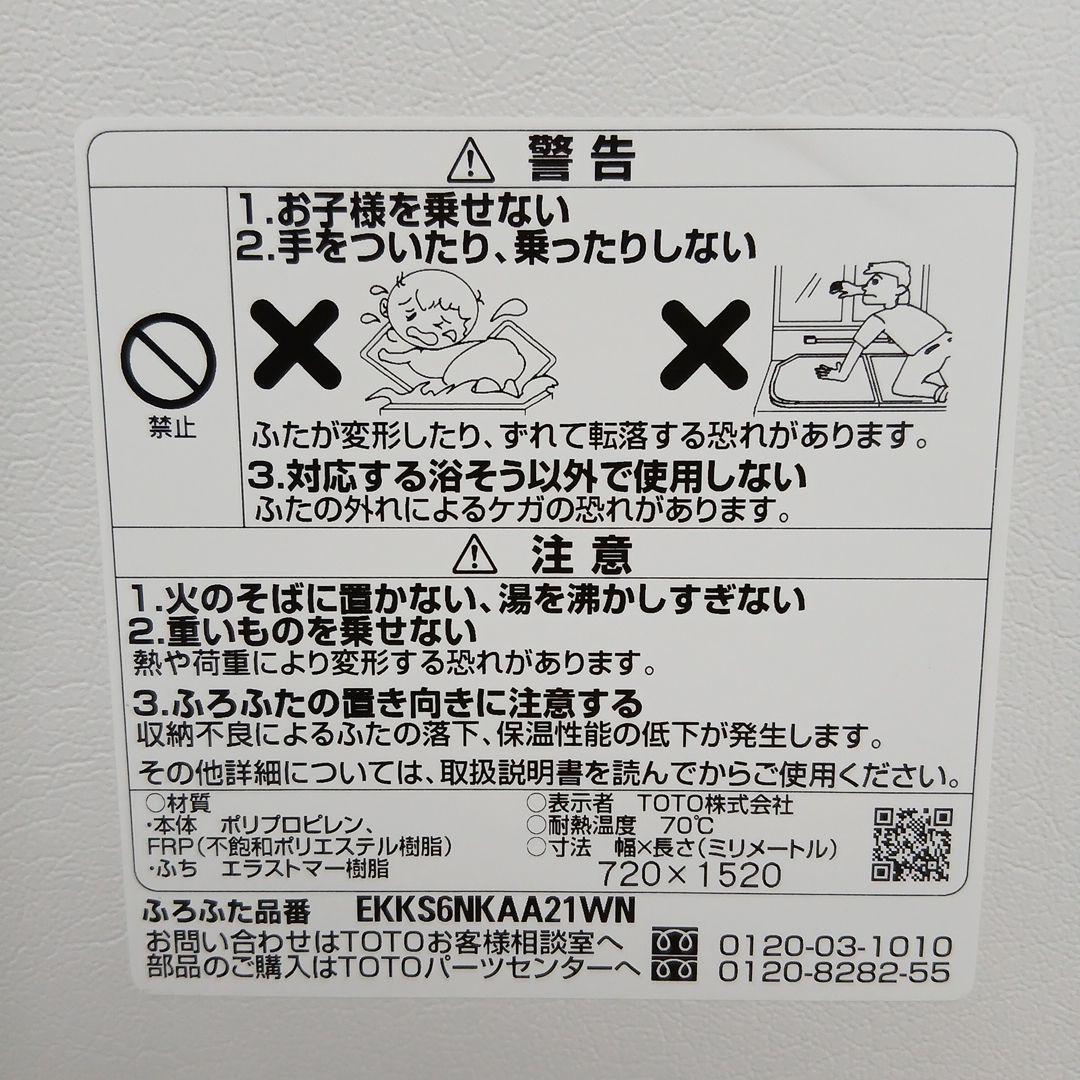 ⚠ 警告
1.お子様を乗せない
2.手をついたり、乗ったりしない
禁止
ふたが変形したり、ずれて転落する恐れがあります。
3.対応する浴そう以外で使用しない
ふたの外れによるケガの恐れがあります。
⚠ 注意
1.火のそばに置かない、湯を沸かしすぎない
2.重いものを乗せない
熱や荷重により変形する恐れがあります。
3.ふろふたの置き向きに注意する
収納不良によるふたの落下、保温性能の低下が発生します。
その他詳細については、取扱説明書を読んでからご使用ください。
○材質
・本体 ポリプロピレン、
FRP(不飽和ポリエステル樹脂)
・ふち エラストマー樹脂
○表示者 TOTO株式会社
○耐熱温度 70℃
○寸法 幅×長さ(ミリメートル)
720×1520
ふろふた品番 EKKS6NKAA21WN
お問い合わせはTOTOお客様相談室へ 0120-03-1010
部品のご購入はTOTOパーツセンターへ 0120-8282-55